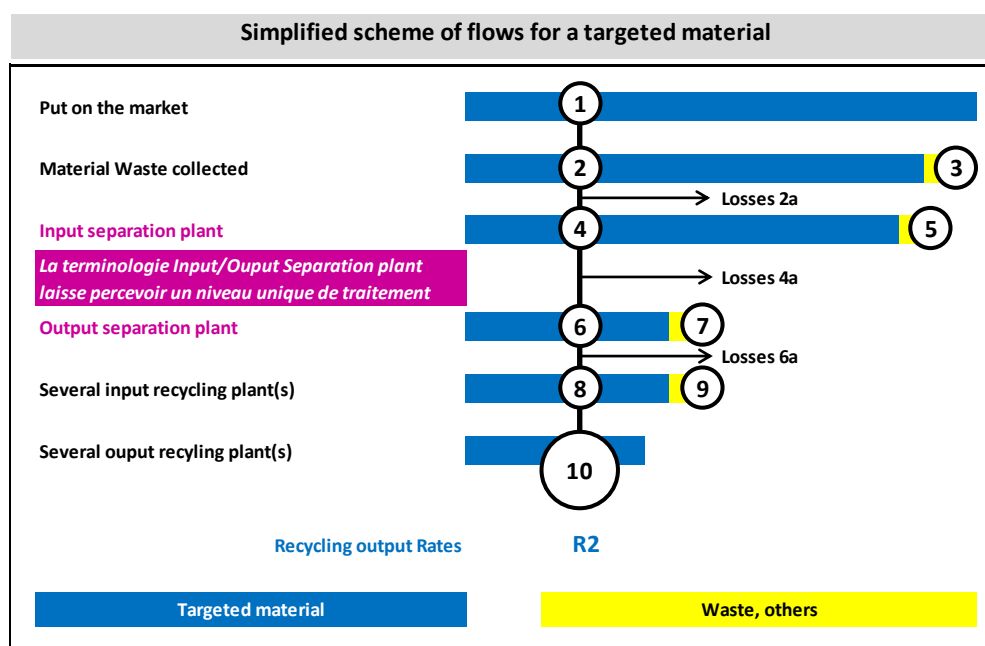 Simplified scheme of flows for a targeted material
Put on the market
1
Material Waste collected
2
3
Losses 2a
Input separation plant
4
5
La terminologie Input/Ouput Separation plant
laisse percevoir un niveau unique de traitement
Losses 4a
Output separation plant
6
7
Losses 6a
Several input recycling plant(s)
8
9
Several ouput recyling plant(s)
10
Recycling output Rates
R2
Targeted material
Waste, others